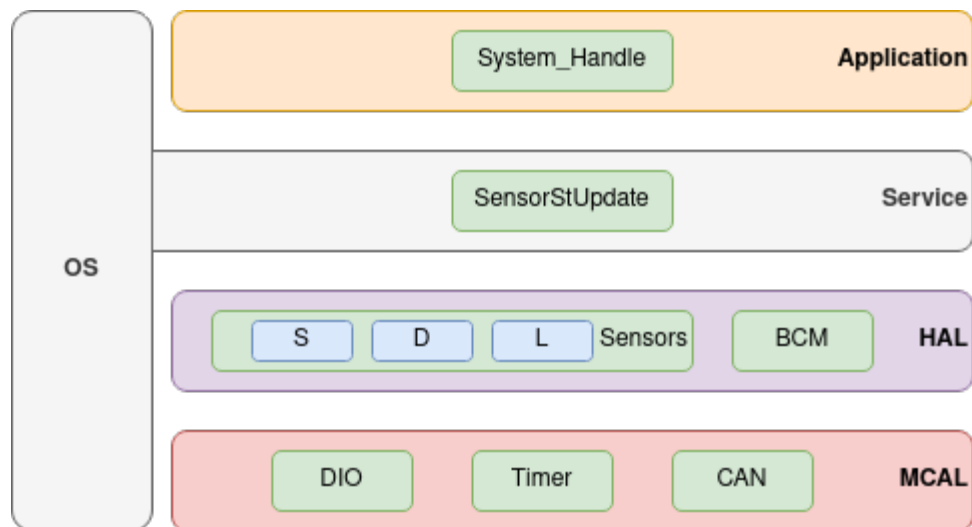 System_Handle
Application
SensorStUpdate
Service
OS
S
D
L
Sensors
BCM
HAL
DIO
Timer
CAN
MCAL